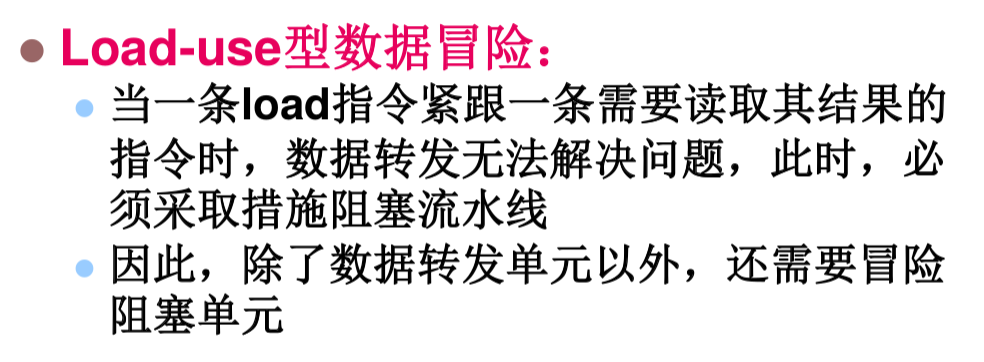 Load-use型数据冒险：
当一条load指令紧跟一条需要读取其结果的
指令时，数据转发无法解决问题，此时，必
须采取措施阻塞流水线
因此，除了数据转发单元以外，还需要冒险
阻塞单元